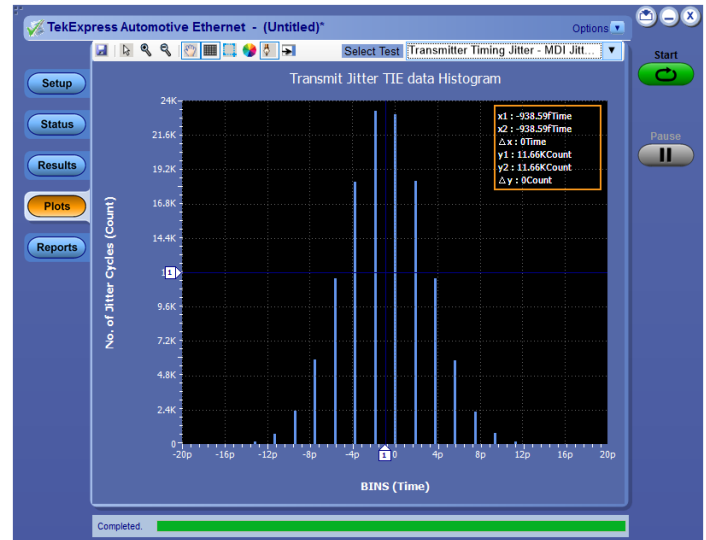 TekExpress Automotive Ethernet - (Untitled)*
Options
Select Test Transmitter Timing Jitter - MDI Jitt...
Start
Setup
Transmit Jitter TIE data Histogram
24K
x1 : -938.59fTime
x2 : -938.59fTime
Δx : 0Time
y1 : 11.66KCount
y2 : 11.66KCount
Δy : 0Count
Status
21.6K
Pause
Results
19.2K
Plots
16.8K
Reports
14.4K
No. of Jitter Cycles (Count)
1
9.6K
7.2K
4.8K
2.4K
0
-20p -16p -12p -8p -4p 1 0 4p 8p 12p 16p 20p
BINS (Time)
Completed.